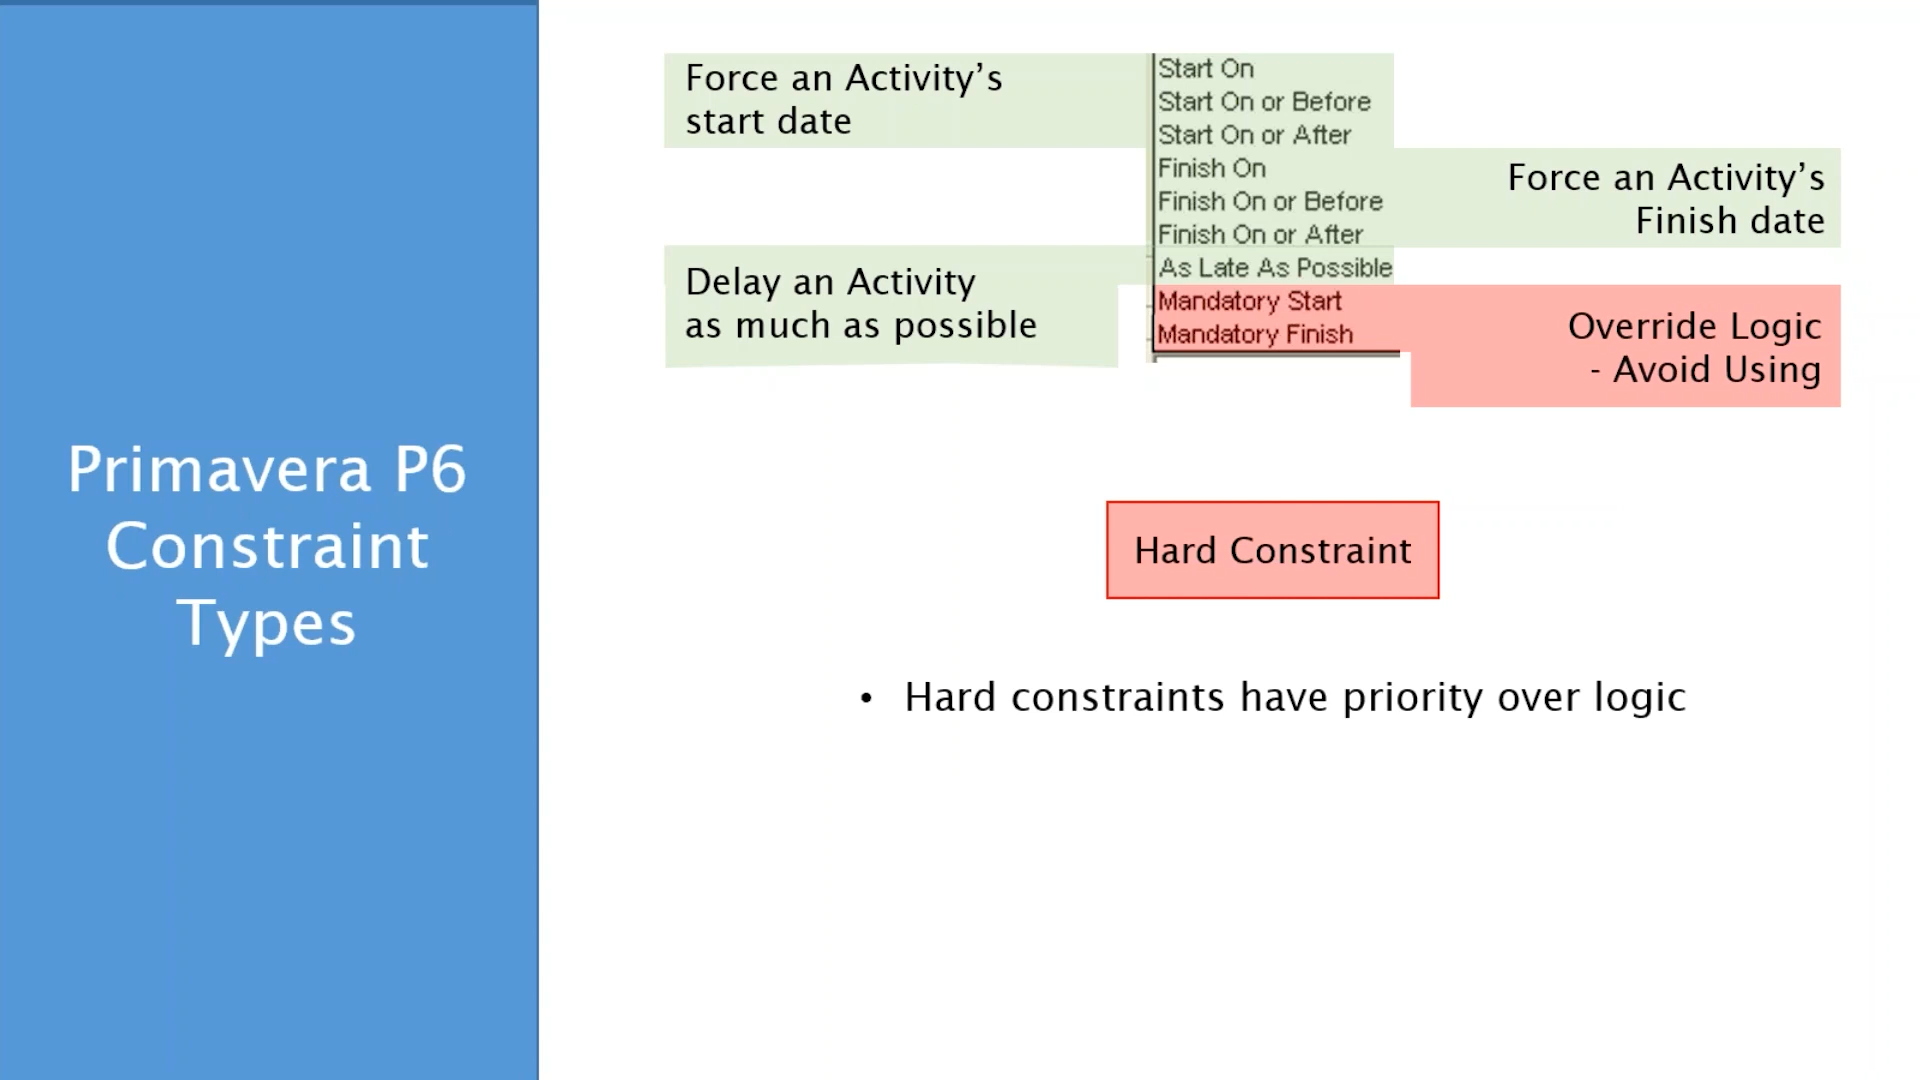 Primavera P6
Constraint
Types
Force an Activity’s
start date
Start On
Start On or Before
Start On or After
Finish On
Finish On or Before
Finish On or After
As Late As Possible
Mandatory Start
Mandatory Finish
Force an Activity’s
Finish date
Delay an Activity
as much as possible
Override Logic
- Avoid Using
Hard Constraint
• Hard constraints have priority over logic